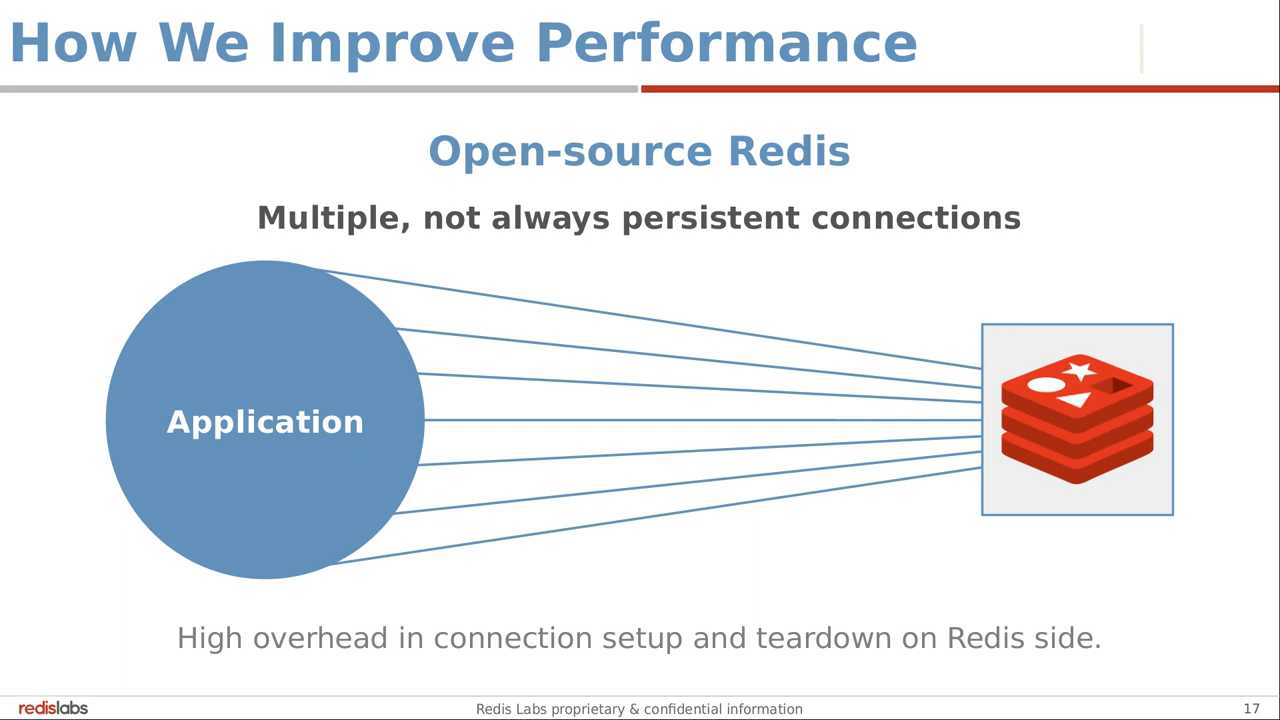 How We Improve Performance
Open-source Redis
Multiple, not always persistent connections
Application
High overhead in connection setup and teardown on Redis side.
redislabs
Redis Labs proprietary & confidential information
17